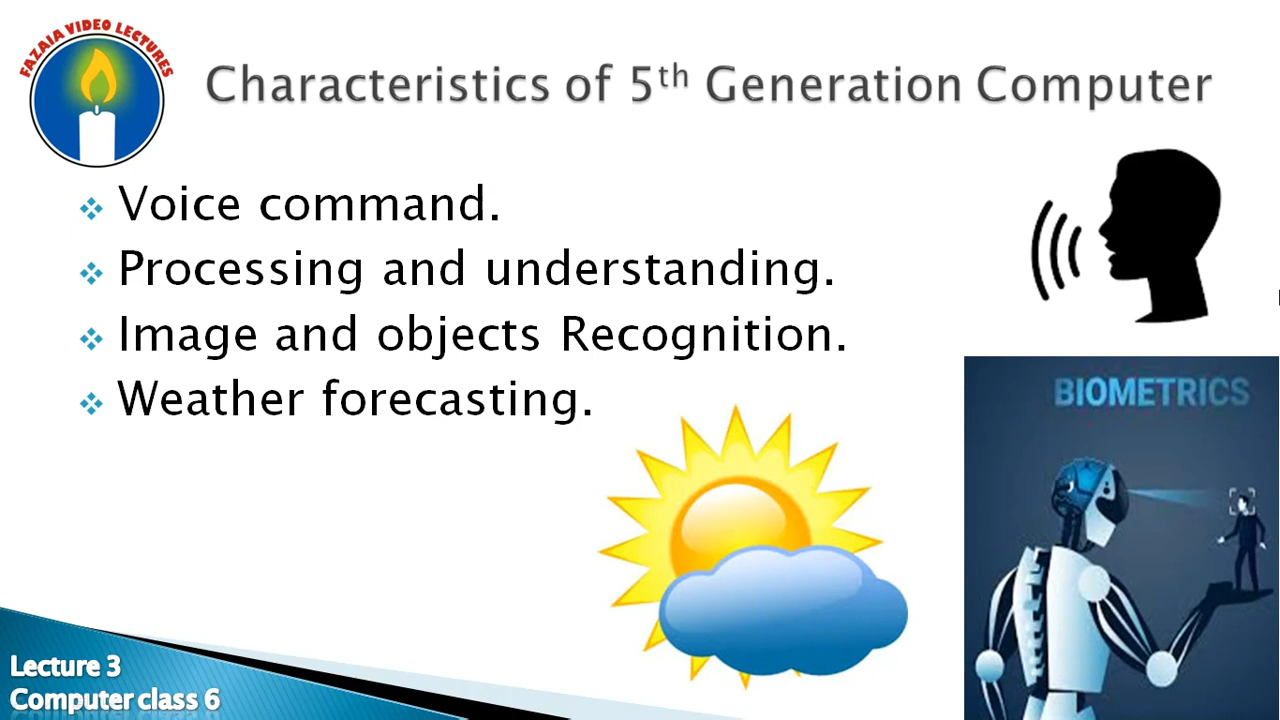 FAZAIA VIDEO LECTURES
Characteristics of 5th Generation Computer
Voice command.
Processing and understanding.
Image and objects Recognition.
Weather forecasting.
BIOMETRICS
Lecture 3
Computer class 6